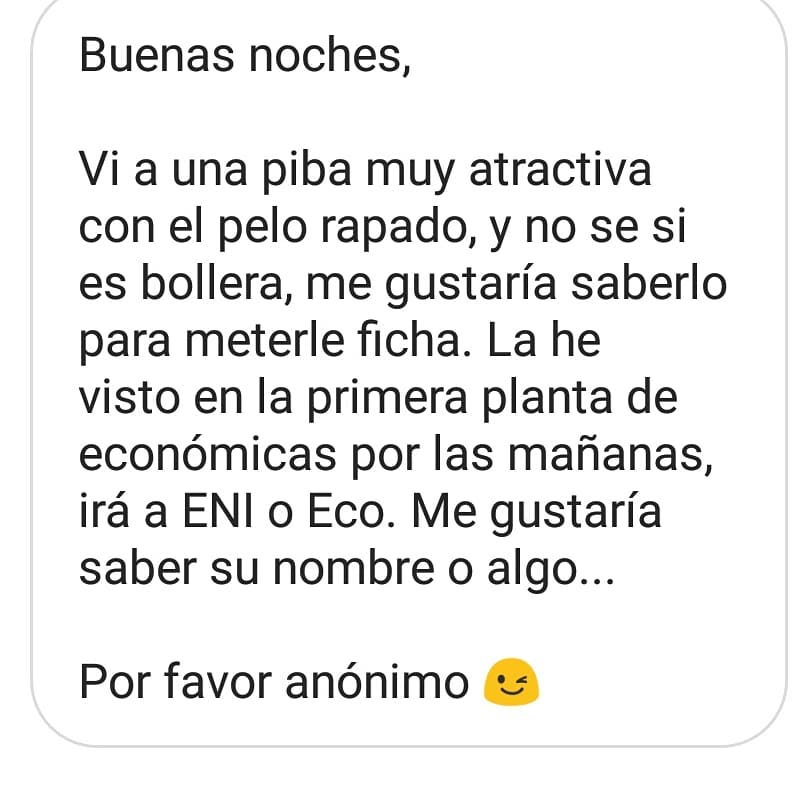 Buenas noches,
Vi a una piba muy atractiva
con el pelo rapado, y no se si
es bollera, me gustaría saberlo
para meterle ficha. La he
visto en la primera planta de
económicas por las mañanas,
irá a ENI o Eco. Me gustaría
saber su nombre o algo...
Por favor anónimo 😉